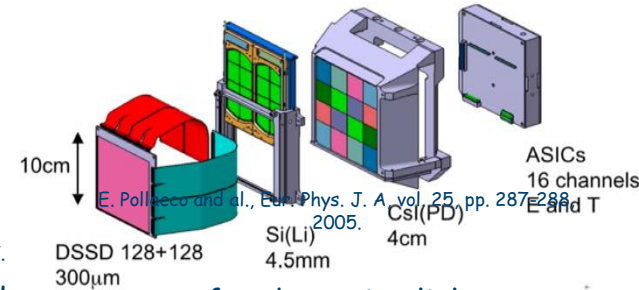 10cm
ASICs
16 channels
E and T
E. Pollacco and al., Eur. Phys. J. A, vol. 25, pp. 287-288,
2005.
CsI(PD)
4cm
Si(Li)
4.5mm
DSSD 128+128
300µm